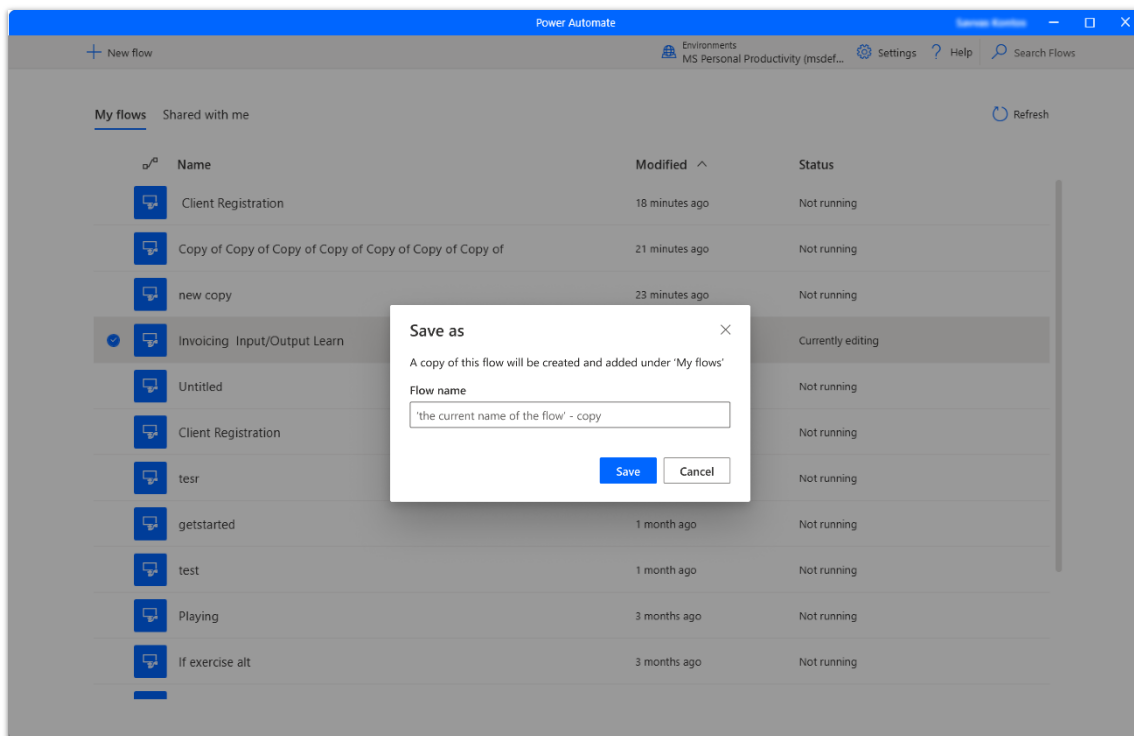 Power Automate
New flow
Environments
MS Personal Productivity (msdef...
Settings
? Help
Search Flows
My flows
Shared with me
Refresh
Name
Modified
Status
Client Registration
18 minutes ago
Not running
Copy of Copy of Copy of Copy of Copy of Copy of Copy of
21 minutes ago
Not running
new copy
23 minutes ago
Not running
Invoicing Input/Output Learn
Currently editing
Untitled
Not running
Client Registration
Not running
tesr
Not running
getstarted
1 month ago
Not running
test
1 month ago
Not running
Playing
3 months ago
Not running
If exercise alt
3 months ago
Not running
Save as
A copy of this flow will be created and added under 'My flows'
Flow name
'the current name of the flow' - copy
Save
Cancel